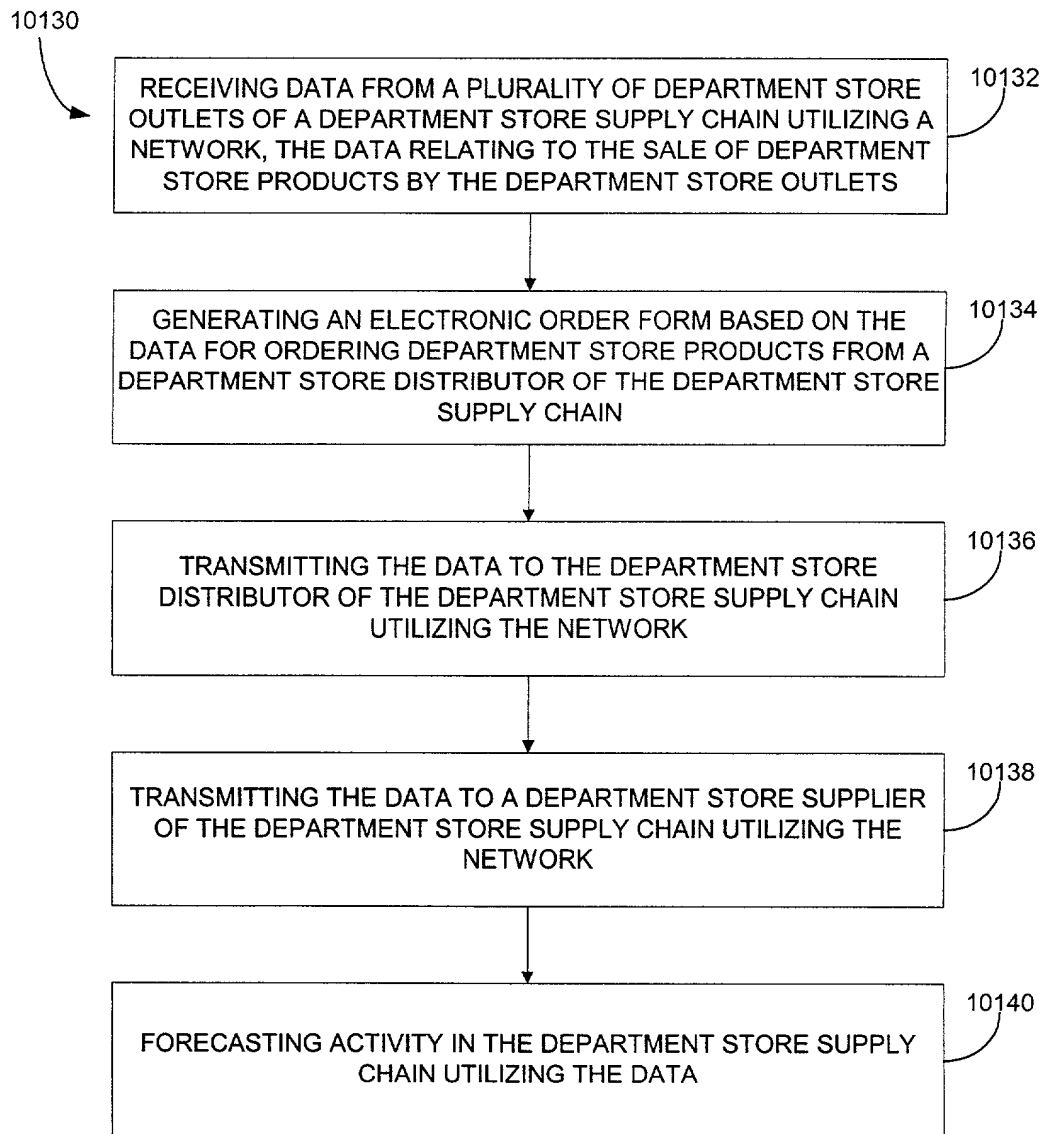 10130
10132
RECEIVING DATA FROM A PLURALITY OF DEPARTMENT STORE
OUTLETS OF A DEPARTMENT STORE SUPPLY CHAIN UTILIZING A
NETWORK, THE DATA RELATING TO THE SALE OF DEPARTMENT
STORE PRODUCTS BY THE DEPARTMENT STORE OUTLETS
10134
GENERATING AN ELECTRONIC ORDER FORM BASED ON THE
DATA FOR ORDERING DEPARTMENT STORE PRODUCTS FROM A
DEPARTMENT STORE DISTRIBUTOR OF THE DEPARTMENT STORE
SUPPLY CHAIN
10136
TRANSMITTING THE DATA TO THE DEPARTMENT STORE
DISTRIBUTOR OF THE DEPARTMENT STORE SUPPLY CHAIN
UTILIZING THE NETWORK
10138
TRANSMITTING THE DATA TO A DEPARTMENT STORE SUPPLIER
OF THE DEPARTMENT STORE SUPPLY CHAIN UTILIZING THE
NETWORK
10140
FORECASTING ACTIVITY IN THE DEPARTMENT STORE SUPPLY
CHAIN UTILIZING THE DATA